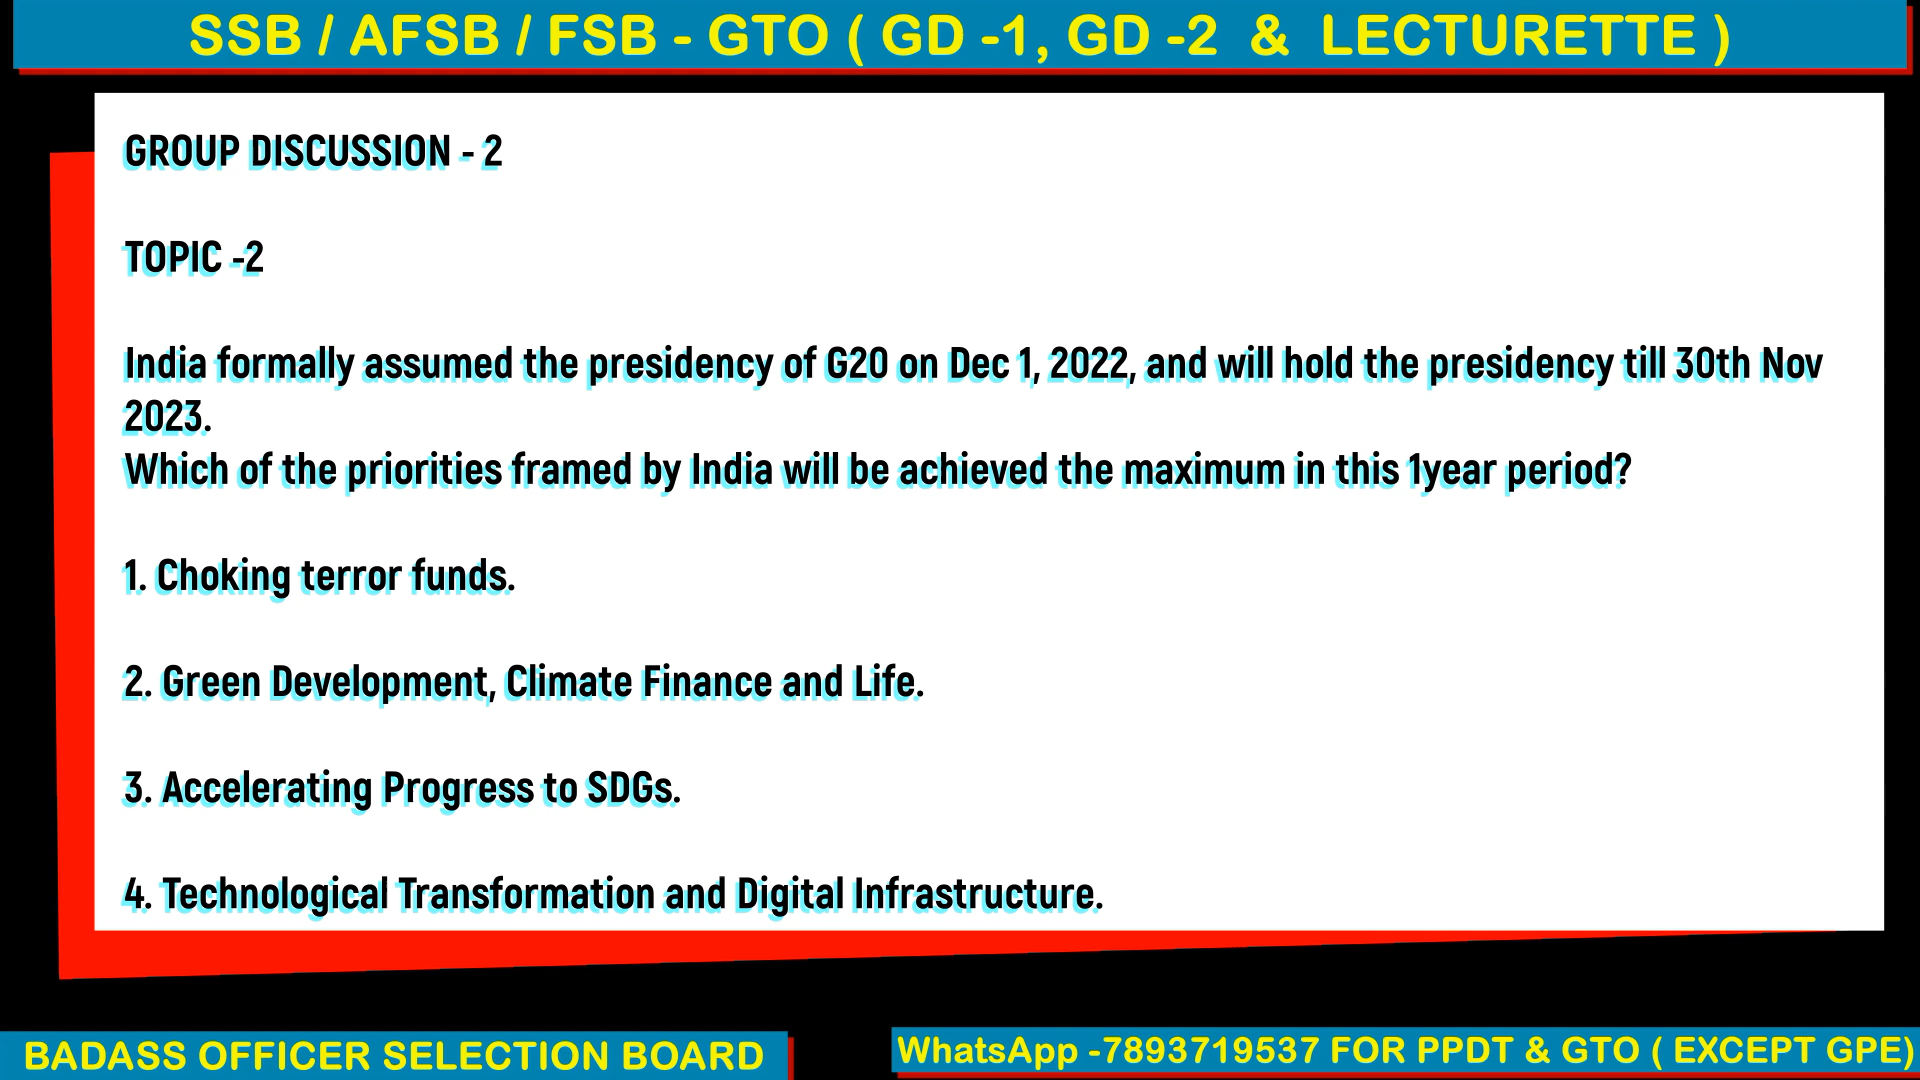 SSB / AFSB / FSB - GTO ( GD -1, GD -2 & LECTURETTE )
GROUP DISCUSSION - 2
TOPIC -2
India formally assumed the presidency of G20 on Dec 1, 2022, and will hold the presidency till 30th Nov
2023.
Which of the priorities framed by India will be achieved the maximum in this 1year period?
1. Choking terror funds.
2. Green Development, Climate Finance and Life.
3. Accelerating Progress to SDGs.
4. Technological Transformation and Digital Infrastructure.
BADASS OFFICER SELECTION BOARD
WhatsApp -7893719537 FOR PPDT & GTO ( EXCEPT GPE)